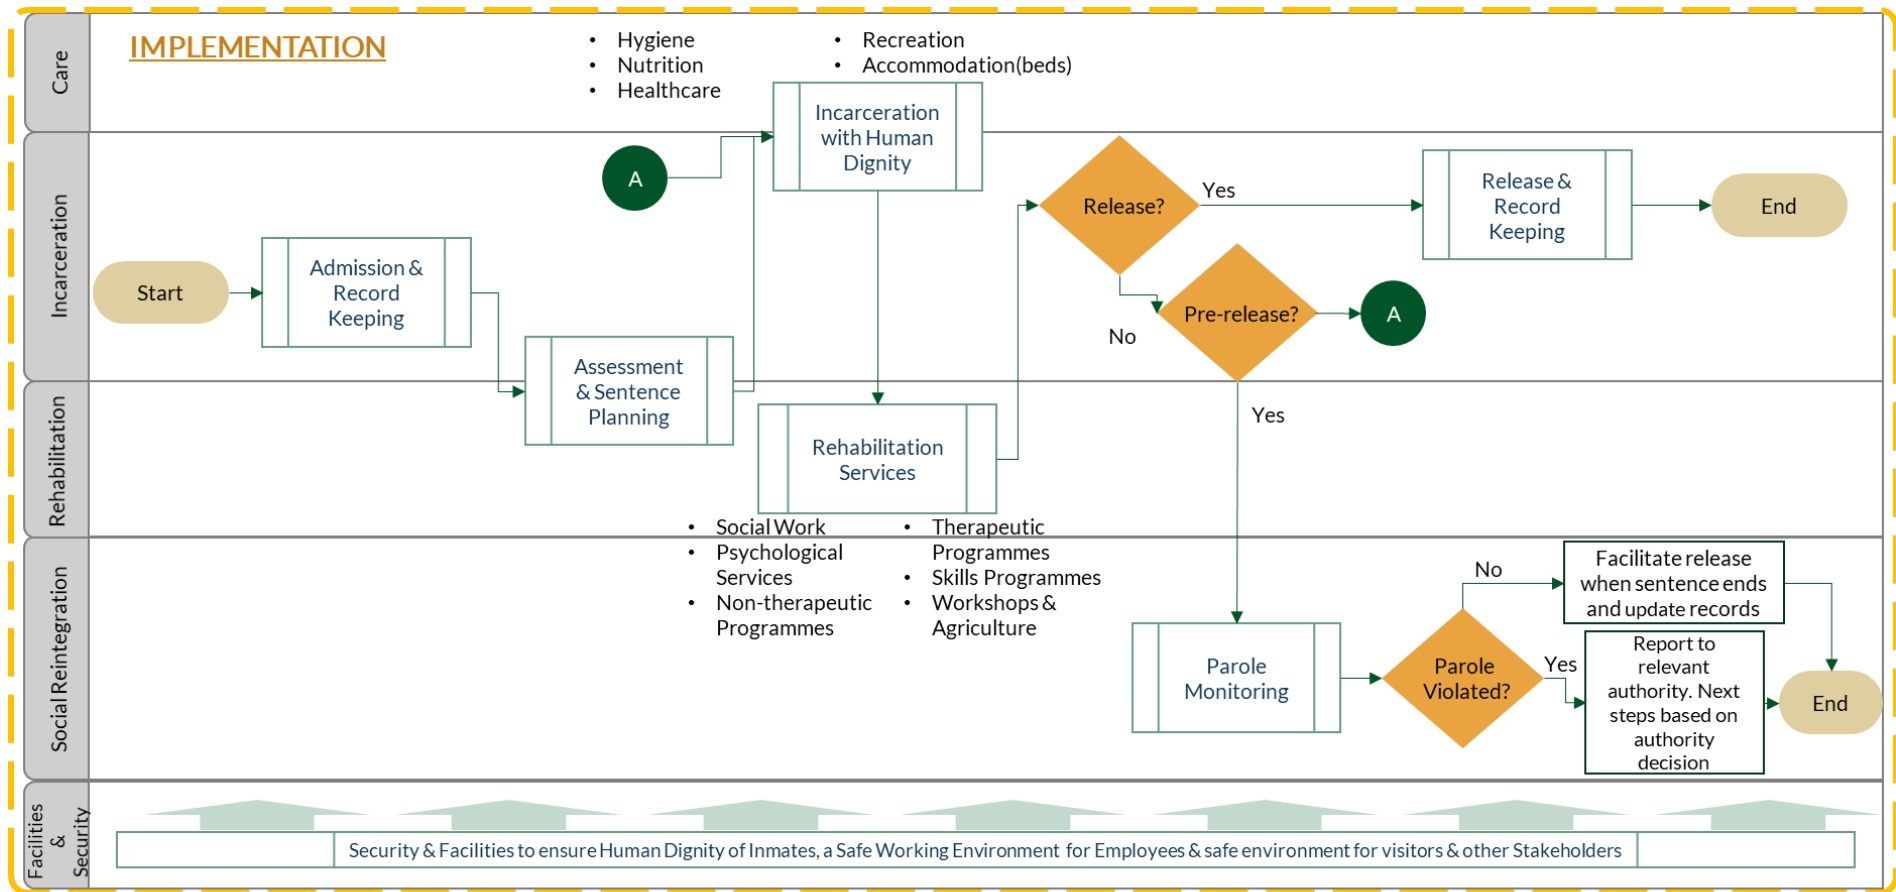 IMPLEMENTATION
Care
• Hygiene
• Nutrition
• Healthcare
• Recreation
• Accommodation(beds)
Incarceration
with Human
Dignity
Incarceration
A
Start
Admission &
Record
Keeping
Assessment
& Sentence
Planning
Release?
Yes
No
Release &
Record
Keeping
End
Pre-release?
A
Yes
Rehabilitation
Rehabilitation
Services
• Social Work
• Psychological
Services
• Non-therapeutic
Programmes
• Therapeutic
Programmes
• Skills Programmes
• Workshops &
Agriculture
Social Reintegration
Parole
Monitoring
Parole
Violated?
No
Facilitate release
when sentence ends
and update records
Yes
Report to
relevant
authority. Next
steps based on
authority
decision
End
Facilities
&
Security
Security & Facilities to ensure Human Dignity of Inmates, a Safe Working Environment for Employees & safe environment for visitors & other Stakeholders